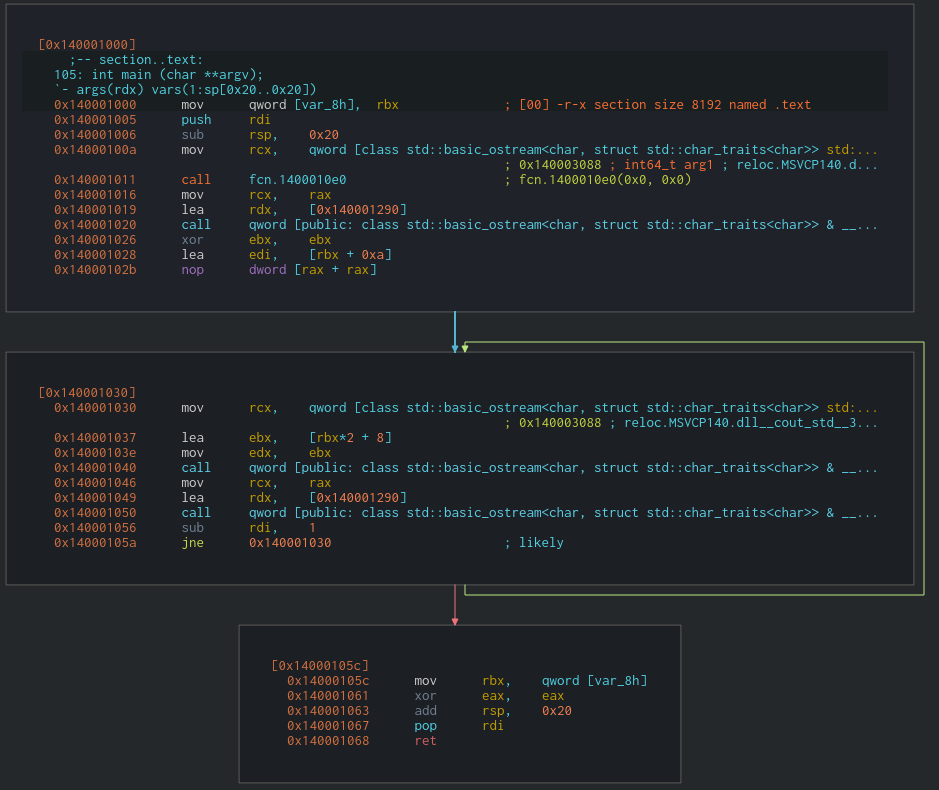 [0x140001000]
;-- section..text:
105: int main (char **argv);
`- args(rdx) vars(1:sp[0x20..0x20])
0x140001000 mov qword [var_8h], rbx ; [00] -r-x section size 8192 named .text
0x140001005 push rdi
0x140001006 sub rsp, 0x20
0x14000100a mov rcx, qword [class std::basic_ostream<char, struct std::char_traits<char>> std:...
; 0x140003088 ; int64_t arg1 ; reloc.MSVCP140.d...
0x140001011 call fcn.1400010e0 ; fcn.1400010e0(0x0, 0x0)
0x140001016 mov rcx, rax
0x140001019 lea rdx, [0x140001290]
0x140001020 call qword [public: class std::basic_ostream<char, struct std::char_traits<char>> & __...
0x140001026 xor ebx, ebx
0x140001028 lea edi, [rbx + 0xa]
0x14000102b nop dword [rax + rax]
[0x140001030]
0x140001030 mov rcx, qword [class std::basic_ostream<char, struct std::char_traits<char>> std:...
; 0x140003088 ; reloc.MSVCP140.dll__cout_std__3...
0x140001037 lea ebx, [rbx*2 + 8]
0x14000103e mov edx, ebx
0x140001040 call qword [public: class std::basic_ostream<char, struct std::char_traits<char>> & __...
0x140001046 mov rcx, rax
0x140001049 lea rdx, [0x140001290]
0x140001050 call qword [public: class std::basic_ostream<char, struct std::char_traits<char>> & __...
0x140001056 sub rdi, 1
0x14000105a jne 0x140001030 ; likely
[0x14000105c]
0x14000105c mov rbx, qword [var_8h]
0x140001061 xor eax, eax
0x140001063 add rsp, 0x20
0x140001067 pop rdi
0x140001068 ret